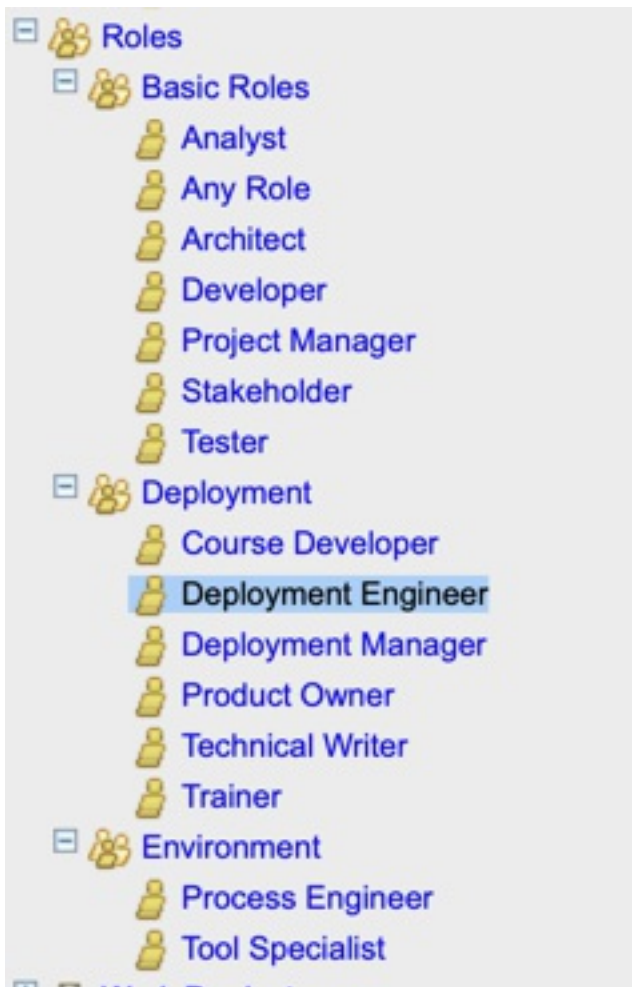 Roles
Basic Roles
Analyst
Any Role
Architect
Developer
Project Manager
Stakeholder
Tester
Deployment
Course Developer
Deployment Engineer
Deployment Manager
Product Owner
Technical Writer
Trainer
Environment
Process Engineer
Tool Specialist